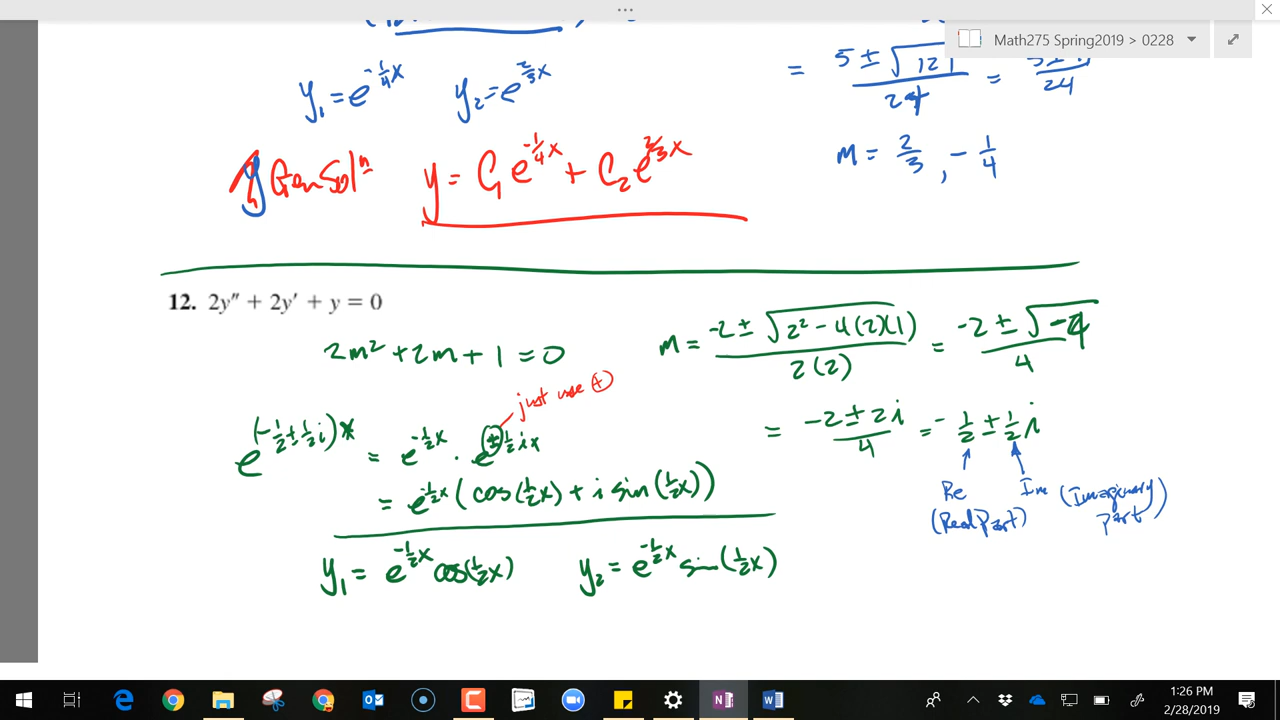 Math275 Spring2019 > 0228
y₁ = e^(-1/4 x) y₂ = e^(2/3 x)
= (5 ± √121)/24 =
/24
m = 2/3, -1/4
Gen Solⁿ y = C₁e^(-1/4 x) + C₂e^(2/3 x)
12. 2y″ + 2y′ + y = 0
2m² + 2m + 1 = 0
m = (-2 ± √(2² - 4(2)(1)))/(2(2)) = (-2 ± √-4)/4
just use (+)
= (-2 ± 2i)/4 = -1/2 ± 1/2 i
e^((-1/2 ± 1/2 i)x) = e^(-1/2 x) · e^(± 1/2 ix)
= e^(-1/2 x) (cos(1/2 x) + i sin(1/2 x))
Re (Real Part)
Im (Imaginary Part)
y₁ = e^(-1/2 x) cos(1/2 x) y₂ = e^(-1/2 x) sin(1/2 x)
1:26 PM
2/28/2019